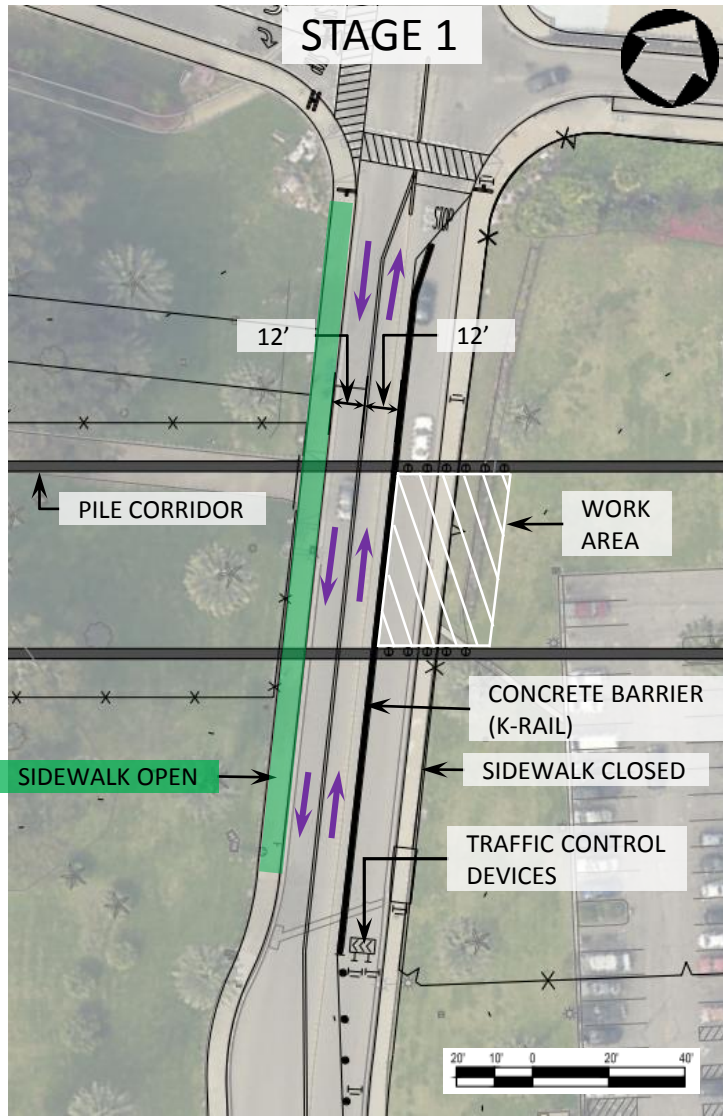 STAGE 1
STOP
12’ 12’
PILE CORRIDOR
WORK
AREA
CONCRETE BARRIER
(K-RAIL)
SIDEWALK OPEN
SIDEWALK CLOSED
TRAFFIC CONTROL
DEVICES
20' 10' 0 20' 40'